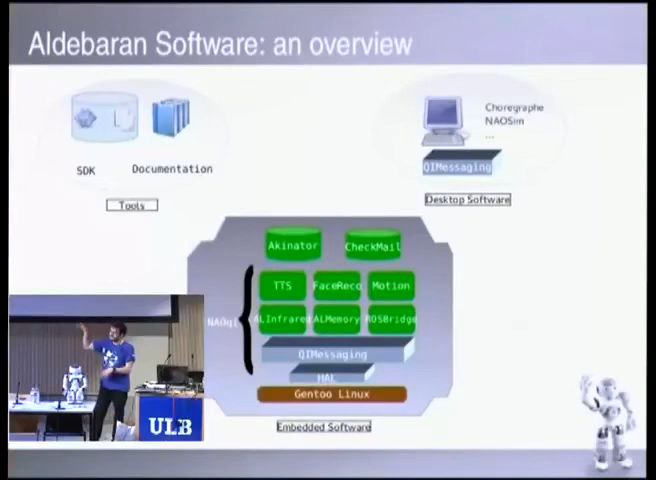 Aldebaran Software: an overview
SDK
Documentation
Tools
Choregraphe
NAOSim
...
QIMessaging
Desktop Software
Akinator
CheckMail
TTS
FaceReco
Motion
NAOqi
ALInfrared
ALMemory
ROSBridge
QIMessaging
HAL
Gentoo Linux
Embedded Software
ULB